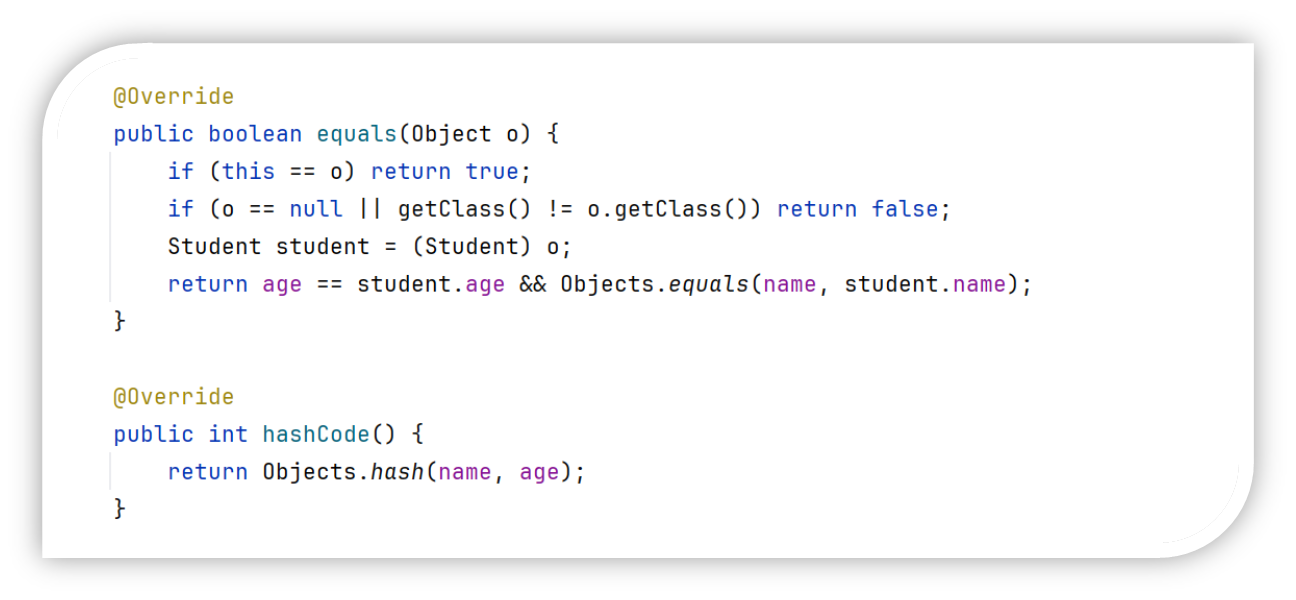 @Override
public boolean equals(Object o) {
    if (this == o) return true;
    if (o == null || getClass() != o.getClass()) return false;
    Student student = (Student) o;
    return age == student.age && Objects.equals(name, student.name);
}
@Override
public int hashCode() {
    return Objects.hash(name, age);
}